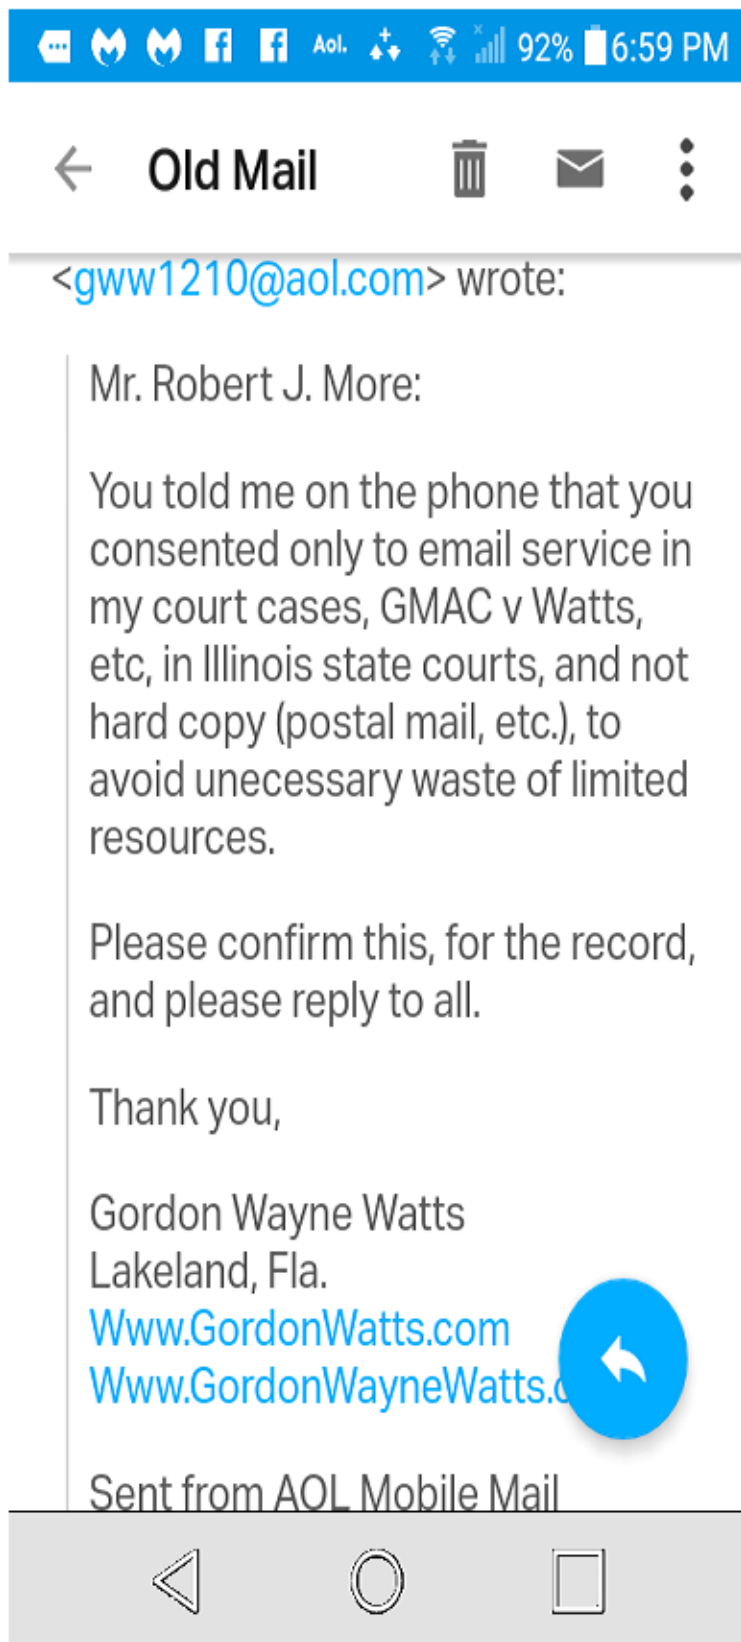 Aol. 92% 6:59 PM
Old Mail
<gww1210@aol.com> wrote:
Mr. Robert J. More:
You told me on the phone that you
consented only to email service in
my court cases, GMAC v Watts,
etc, in Illinois state courts, and not
hard copy (postal mail, etc.), to
avoid unecessary waste of limited
resources.
Please confirm this, for the record,
and please reply to all.
Thank you,
Gordon Wayne Watts
Lakeland, Fla.
Www.GordonWatts.com
Www.GordonWayneWatts.c
Sent from AOL Mobile Mail